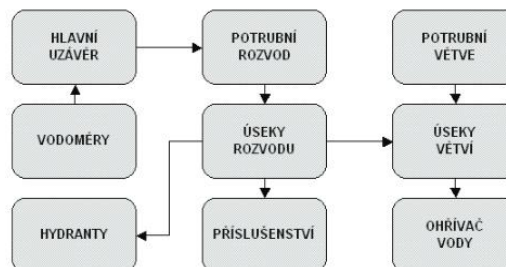 HLAVNÍ
UZÁVĚR
POTRUBNÍ
ROZVOD
POTRUBNÍ
VĚTVE
VODOMĚRY
ÚSEKY
ROZVODU
ÚSEKY
VĚTVÍ
HYDRANTY
PŘÍSLUŠENSTVÍ
OHŘÍVAČ
VODY